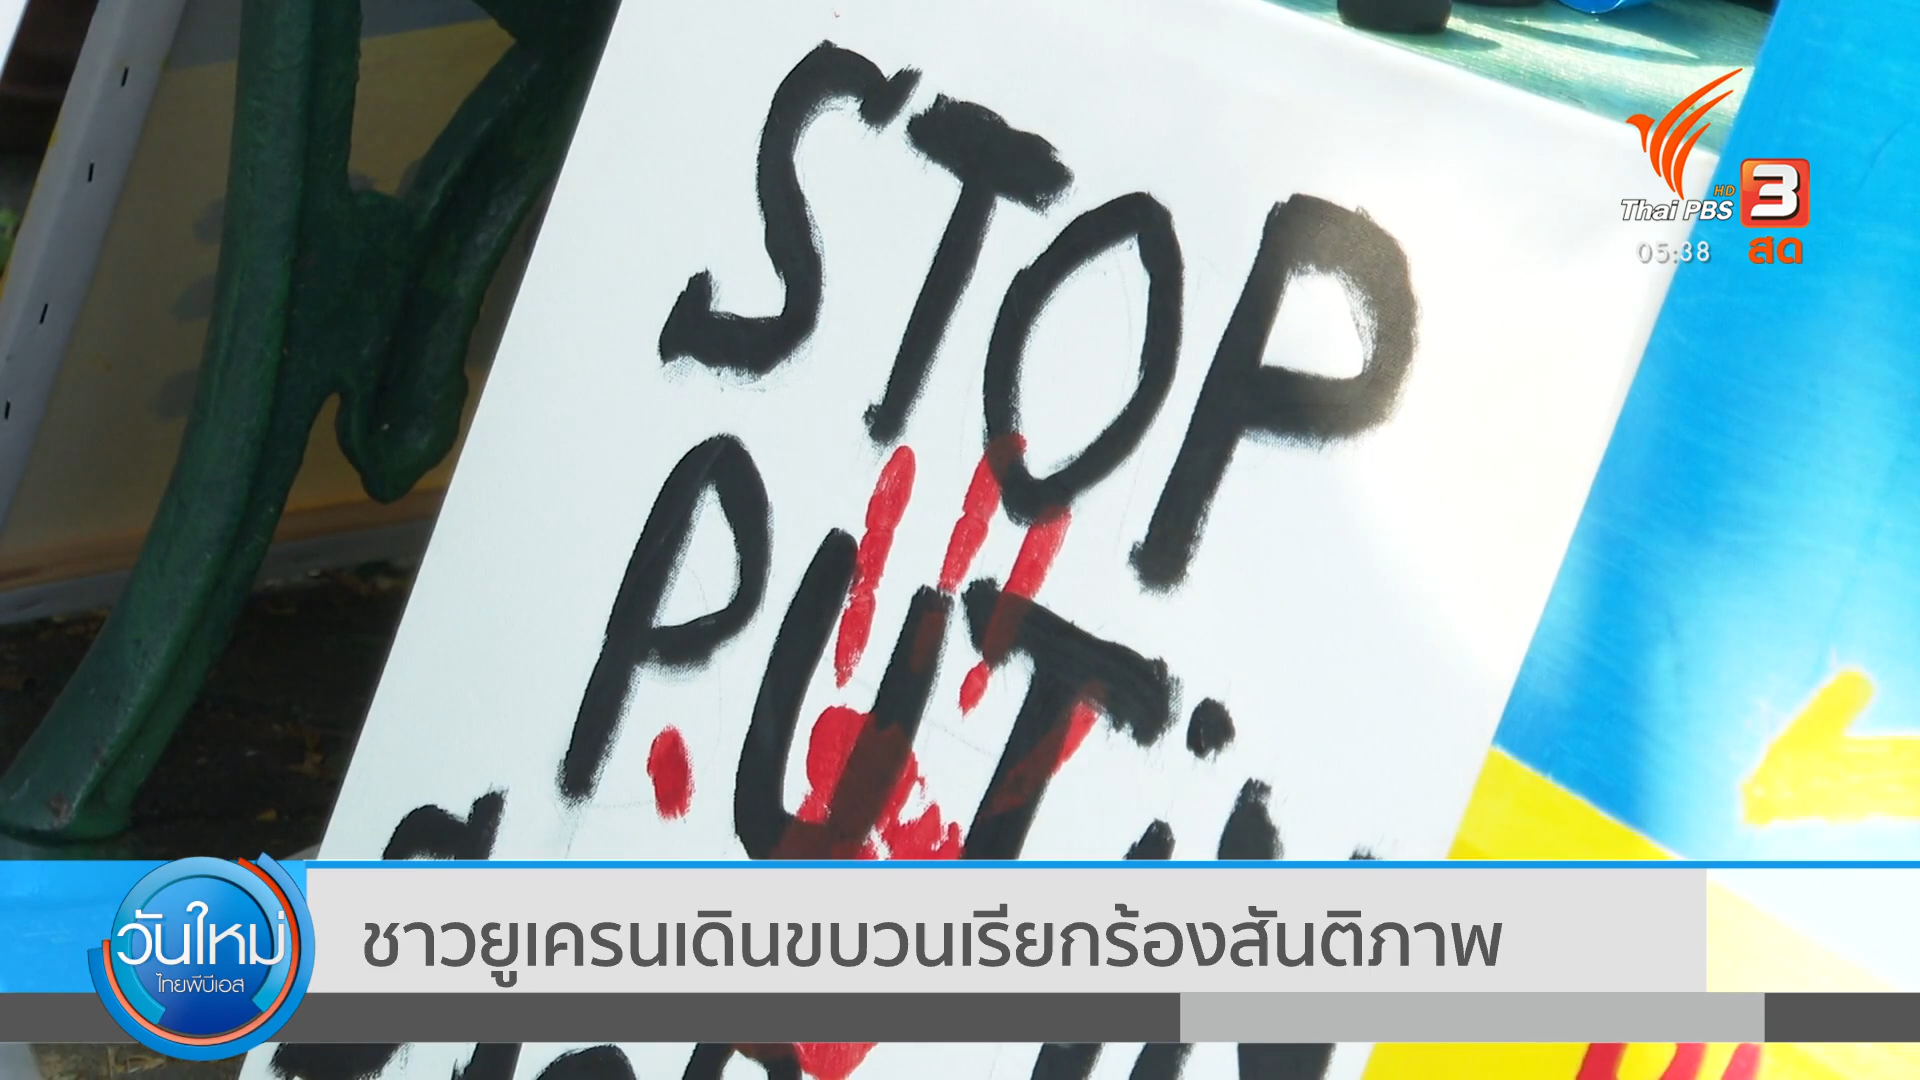 STOP
PUTiN
Thai PBS HD 3
05:38 สด
วันใหม่
ไทยพีบีเอส
ชาวยูเครนเดินขบวนเรียกร้องสันติภาพ